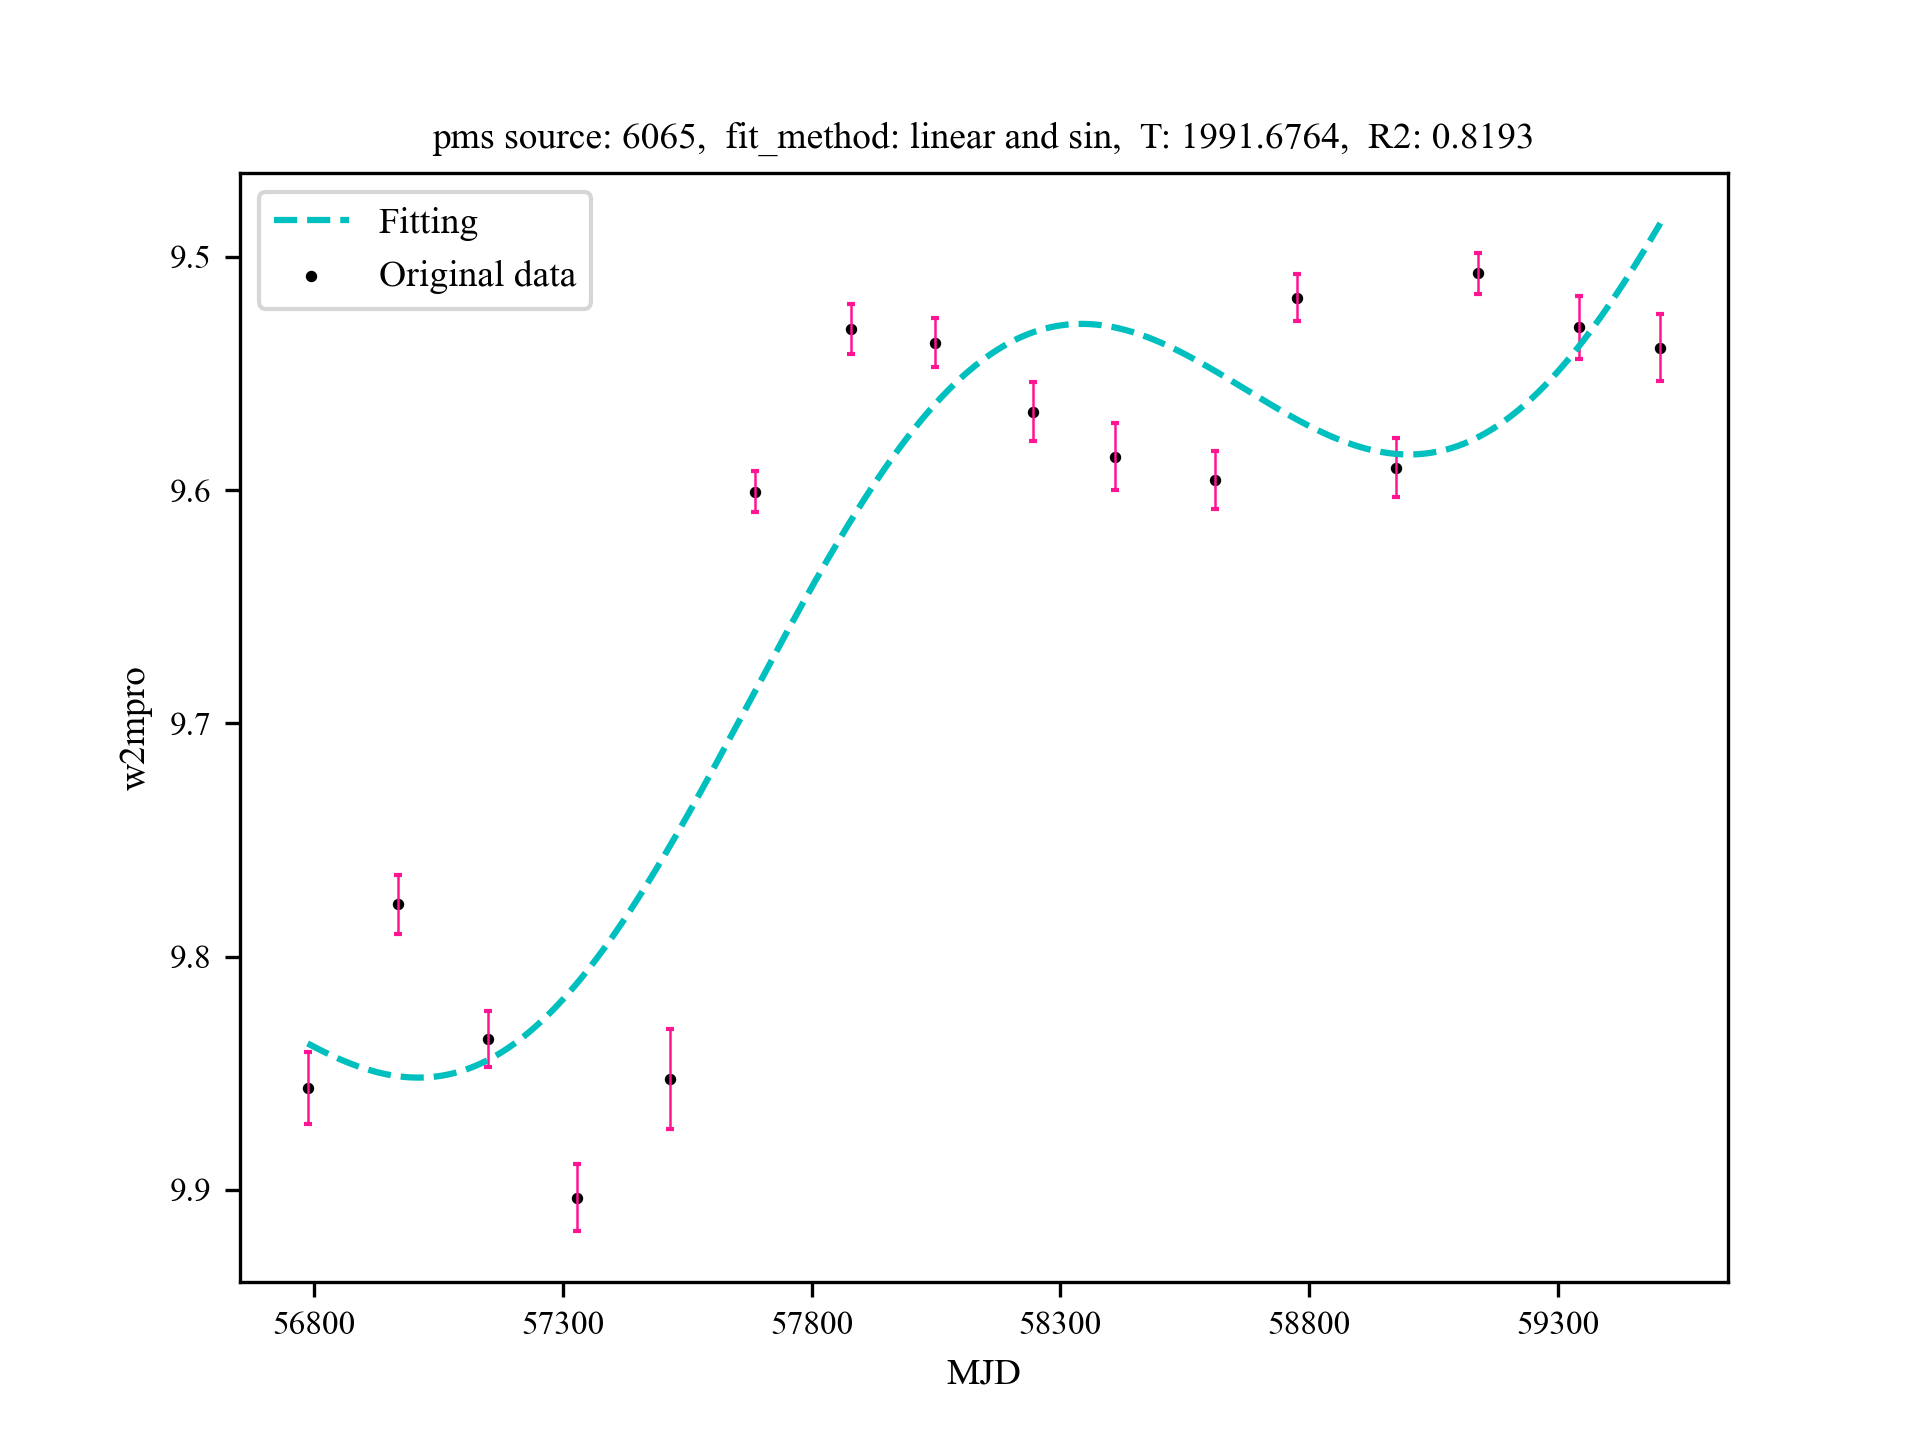 pms source: 6065, fit_method: linear and sin, T: 1991.6764, R2: 0.8193
Fitting
Original data
9.5
9.6
9.7
9.8
9.9
w2mpro
56800 57300 57800 58300 58800 59300
MJD